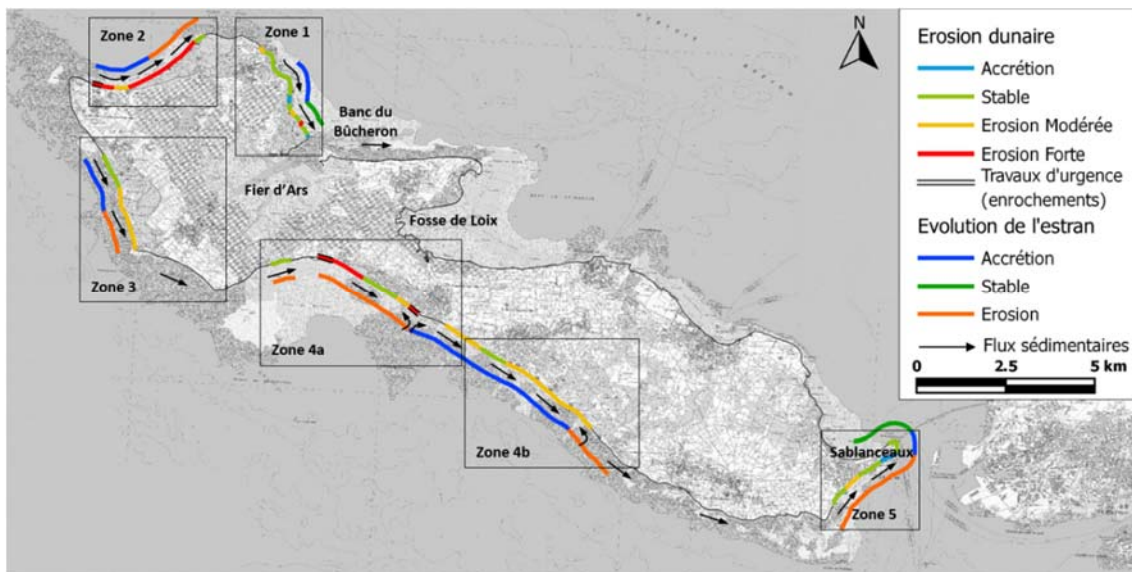 Zone 2
Zone 1
N
Banc du
Bûcheron
Fier d'Ars
Fosse de Loix
Zone 3
Zone 4a
Zone 4b
Sablanceaux
Zone 5
Erosion dunaire
Accrétion
Stable
Erosion Modérée
Erosion Forte
Travaux d'urgence
(enrochements)
Evolution de l'estran
Accrétion
Stable
Erosion
Flux sédimentaires
0 2.5 5 km